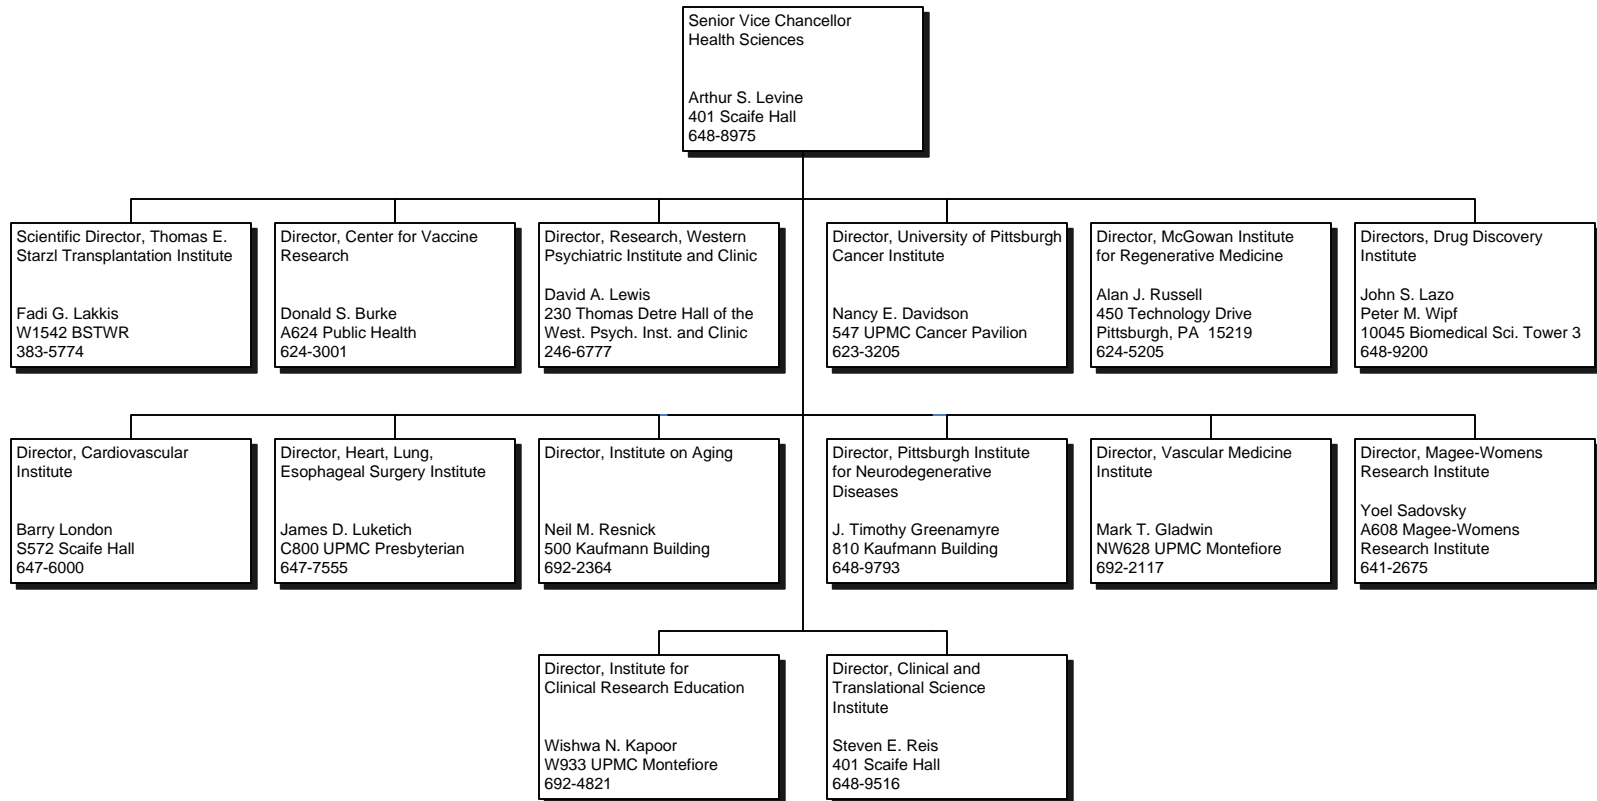 Senior Vice Chancellor
Health Sciences
Arthur S. Levine
401 Scaife Hall
648-8975
Scientific Director, Thomas E.
Starzl Transplantation Institute
Fadi G. Lakkis
W1542 BSTWR
383-5774
Director, Center for Vaccine
Research
Donald S. Burke
A624 Public Health
624-3001
Director, Research, Western
Psychiatric Institute and Clinic
David A. Lewis
230 Thomas Detre Hall of the
West. Psych. Inst. and Clinic
246-6777
Director, University of Pittsburgh
Cancer Institute
Nancy E. Davidson
547 UPMC Cancer Pavilion
623-3205
Director, McGowan Institute
for Regenerative Medicine
Alan J. Russell
450 Technology Drive
Pittsburgh, PA  15219
624-5205
Directors, Drug Discovery
Institute
John S. Lazo
Peter M. Wipf
10045 Biomedical Sci. Tower 3
648-9200
Director, Cardiovascular
Institute
Barry London
S572 Scaife Hall
647-6000
Director, Heart, Lung,
Esophageal Surgery Institute
James D. Luketich
C800 UPMC Presbyterian
647-7555
Director, Institute on Aging
Neil M. Resnick
500 Kaufmann Building
692-2364
Director, Pittsburgh Institute
for Neurodegenerative
Diseases
J. Timothy Greenamyre
810 Kaufmann Building
648-9793
Director, Vascular Medicine
Institute
Mark T. Gladwin
NW628 UPMC Montefiore
692-2117
Director, Magee-Womens
Research Institute
Yoel Sadovsky
A608 Magee-Womens
Research Institute
641-2675
Director, Institute for
Clinical Research Education
Wishwa N. Kapoor
W933 UPMC Montefiore
692-4821
Director, Clinical and
Translational Science
Institute
Steven E. Reis
401 Scaife Hall
648-9516